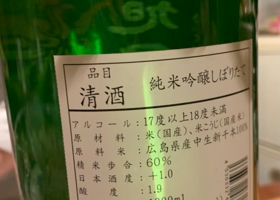 品目
清酒 純米吟醸しぼりたて
アルコール：17度以上18度未満
原材料：米(国産)、米こうじ(国産米)
原料米：広島県産中生新千本100%
精米歩合：60%
日本酒度：+1.0
酸度：1.9